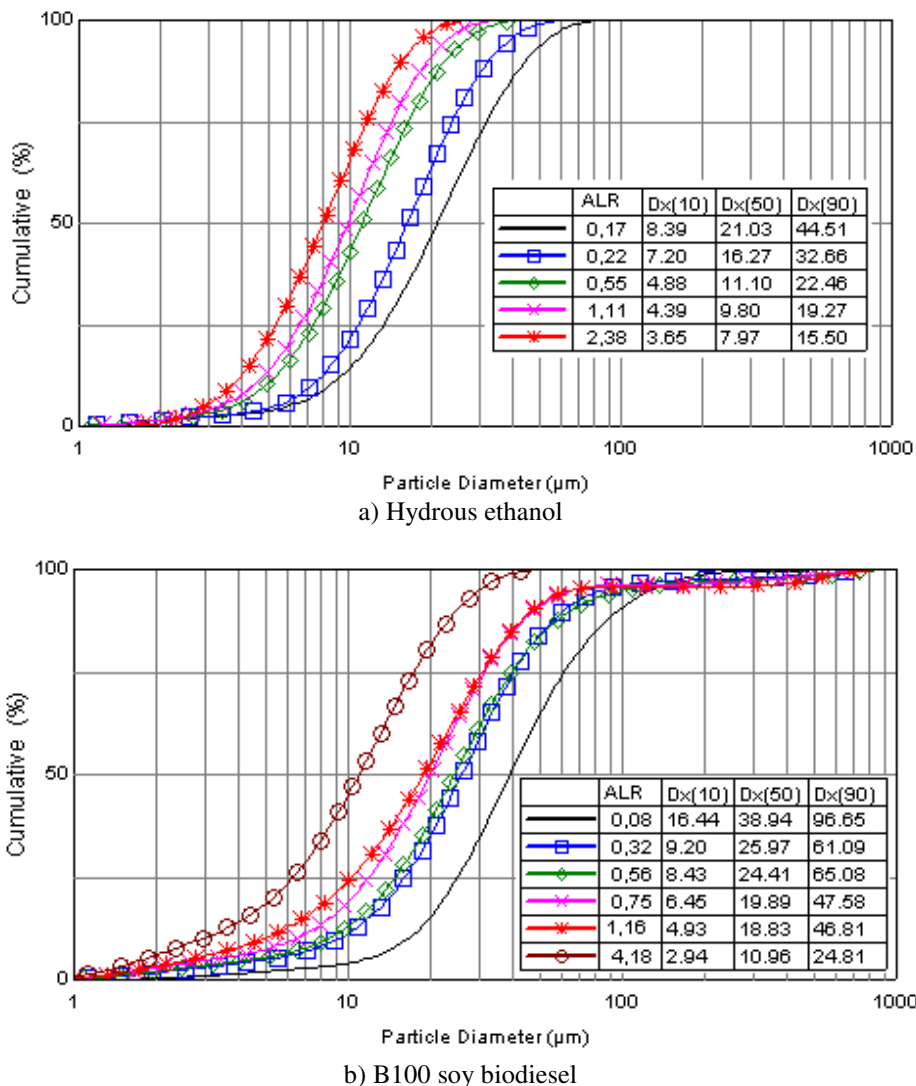 100
50
0
Cumulative (%)
1 10 100 1000
Particle Diameter (µm)
ALR Dx(10) Dx(50) Dx(90)
0,17 8.39 21.03 44.51
0,22 7.20 16.27 32.66
0,55 4.88 11.10 22.46
1,11 4.39 9.80 19.27
2,38 3.65 7.97 15.50
a) Hydrous ethanol
100
50
0
Cumulative (%)
1 10 100 1000
Particle Diameter (µm)
ALR Dx(10) Dx(50) Dx(90)
0,08 16.44 38.94 96.65
0,32 9.20 25.97 61.09
0,56 8.43 24.41 65.08
0,75 6.45 19.89 47.58
1,16 4.93 18.83 46.81
4,18 2.94 10.96 24.81
b) B100 soy biodiesel